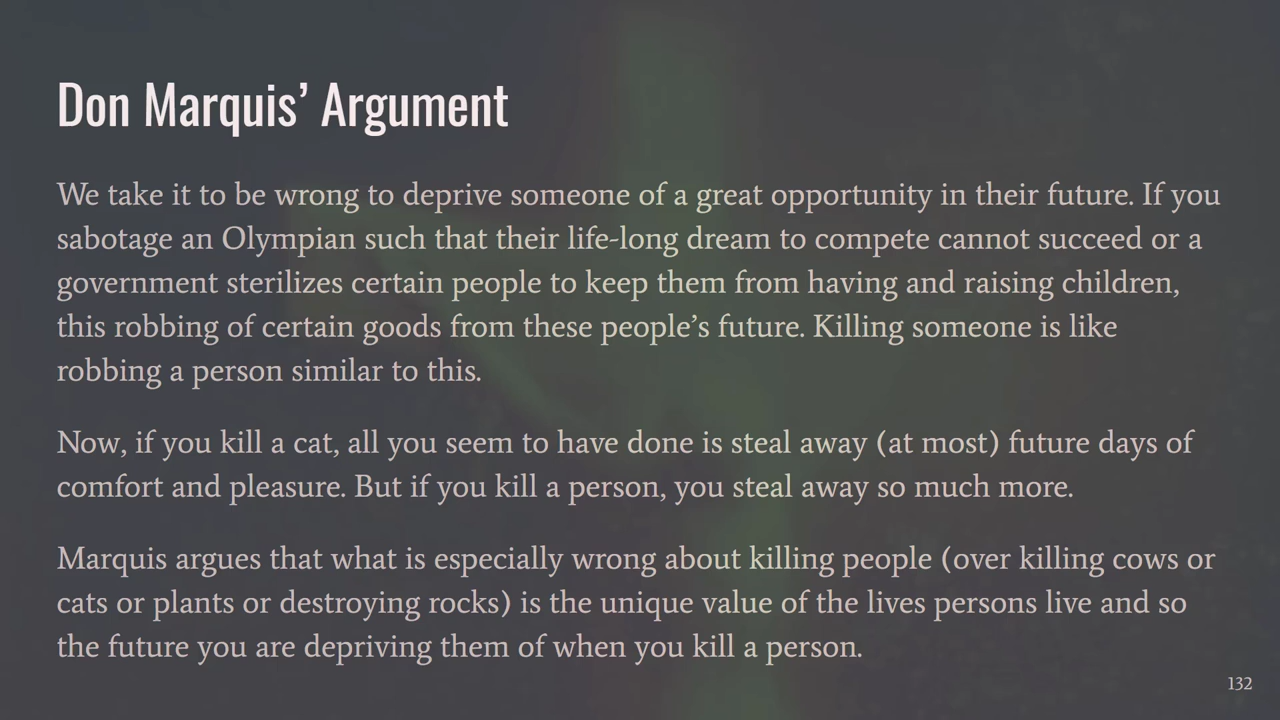 Don Marquis’ Argument
We take it to be wrong to deprive someone of a great opportunity in their future. If you
sabotage an Olympian such that their life-long dream to compete cannot succeed or a
government sterilizes certain people to keep them from having and raising children,
this robbing of certain goods from these people’s future. Killing someone is like
robbing a person similar to this.
Now, if you kill a cat, all you seem to have done is steal away (at most) future days of
comfort and pleasure. But if you kill a person, you steal away so much more.
Marquis argues that what is especially wrong about killing people (over killing cows or
cats or plants or destroying rocks) is the unique value of the lives persons live and so
the future you are depriving them of when you kill a person.
132